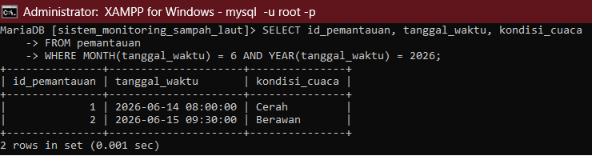 Administrator: XAMPP for Windows - mysql -u root -p
MariaDB [sistem_monitoring_sampah_laut]> SELECT id_pemantauan, tanggal_waktu, kondisi_cuaca
    -> FROM pemantauan
    -> WHERE MONTH(tanggal_waktu) = 6 AND YEAR(tanggal_waktu) = 2026;
+---------------+---------------------+---------------+
| id_pemantauan | tanggal_waktu       | kondisi_cuaca |
+---------------+---------------------+---------------+
|             1 | 2026-06-14 08:00:00 | Cerah         |
|             2 | 2026-06-15 09:30:00 | Berawan       |
+---------------+---------------------+---------------+
2 rows in set (0.001 sec)